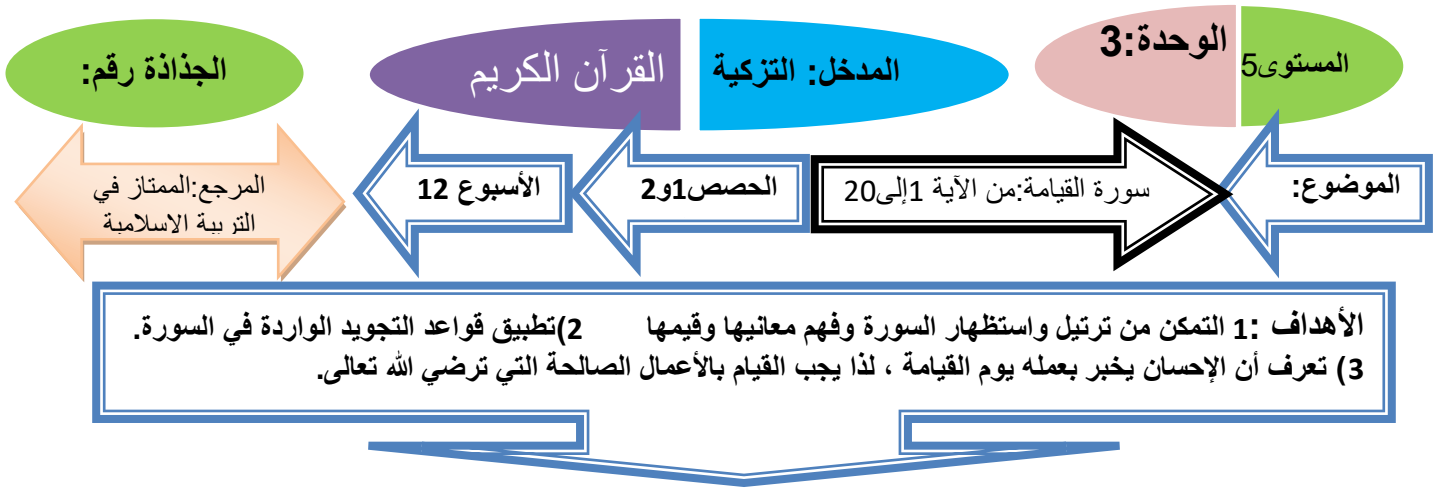 المستوى5
الوحدة:3
المدخل: التزكية
القرآن الكريم
الجذاذة رقم:
الموضوع:
سورة القيامة:من الآية 1إلى20
الحصص1و2
الأسبوع 12
المرجع:الممتاز في
التربية الاسلامية
الأهداف :1 التمكن من ترتيل واستظهار السورة وفهم معانيها وقيمها 2)تطبيق قواعد التجويد الواردة في السورة.
3) تعرف أن الإحسان يخبر بعمله يوم القيامة ، لذا يجب القيام بالأعمال الصالحة التي ترضي الله تعالى.